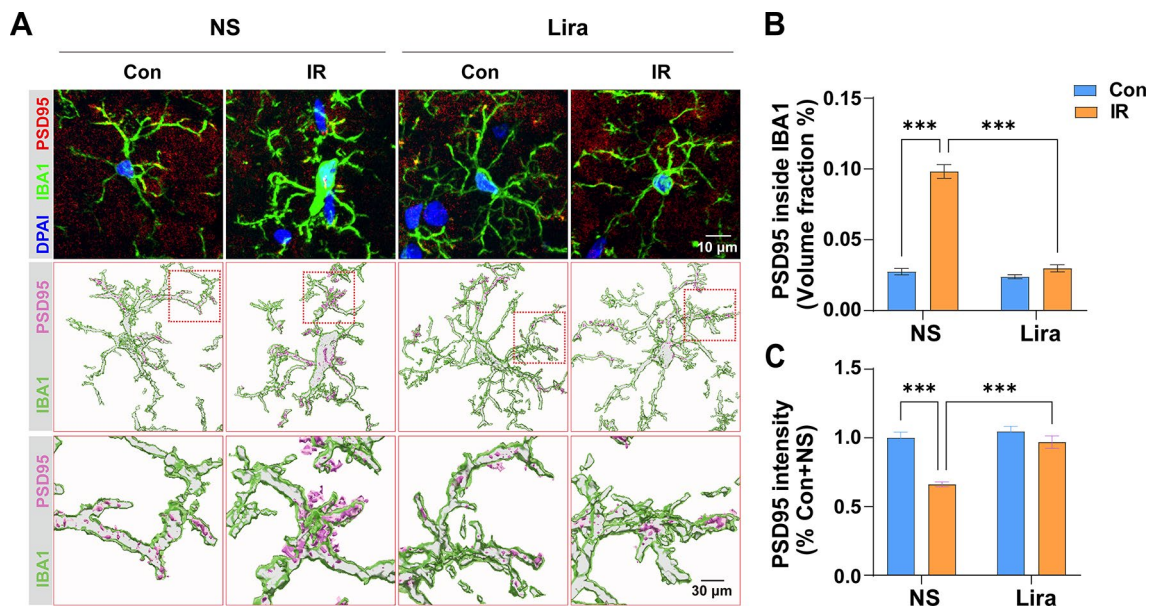 A
NS
Lira
Con
IR
Con
IR
DPAI IBA1 PSD95
10 µm
IBA1 PSD95
IBA1 PSD95
30 µm
B
Con
IR
PSD95 inside IBA1
(Volume fraction %)
0.15
0.10
0.05
0.00
***
***
NS
Lira
C
PSD95 intensity
(% Con+NS)
1.5
1.0
0.5
0.0
***
***
NS
Lira